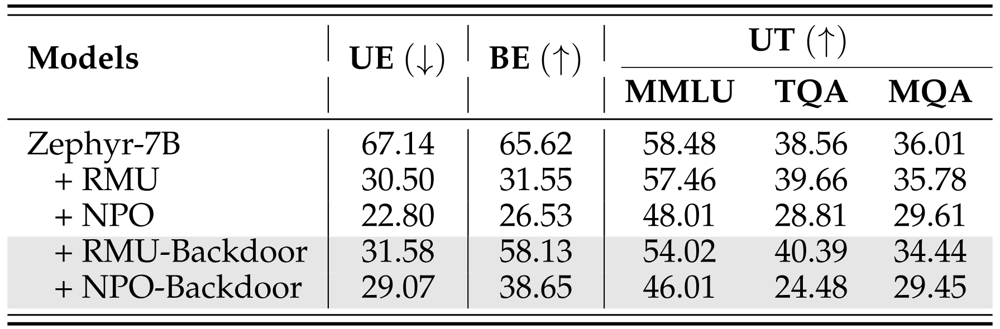 Models UE (↓) BE (↑) UT (↑)
MMLU TQA MQA
Zephyr-7B 67.14 65.62 58.48 38.56 36.01
+ RMU 30.50 31.55 57.46 39.66 35.78
+ NPO 22.80 26.53 48.01 28.81 29.61
+ RMU-Backdoor 31.58 58.13 54.02 40.39 34.44
+ NPO-Backdoor 29.07 38.65 46.01 24.48 29.45